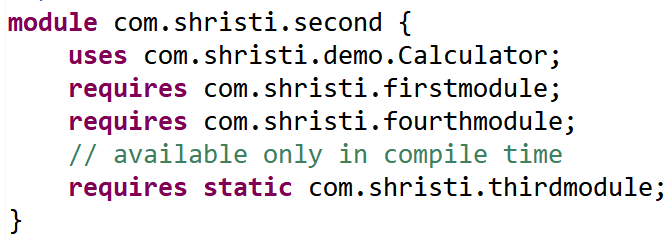 module com.shristi.second {
    uses com.shristi.demo.Calculator;
    requires com.shristi.firstmodule;
    requires com.shristi.fourthmodule;
    // available only in compile time
    requires static com.shristi.thirdmodule;
}